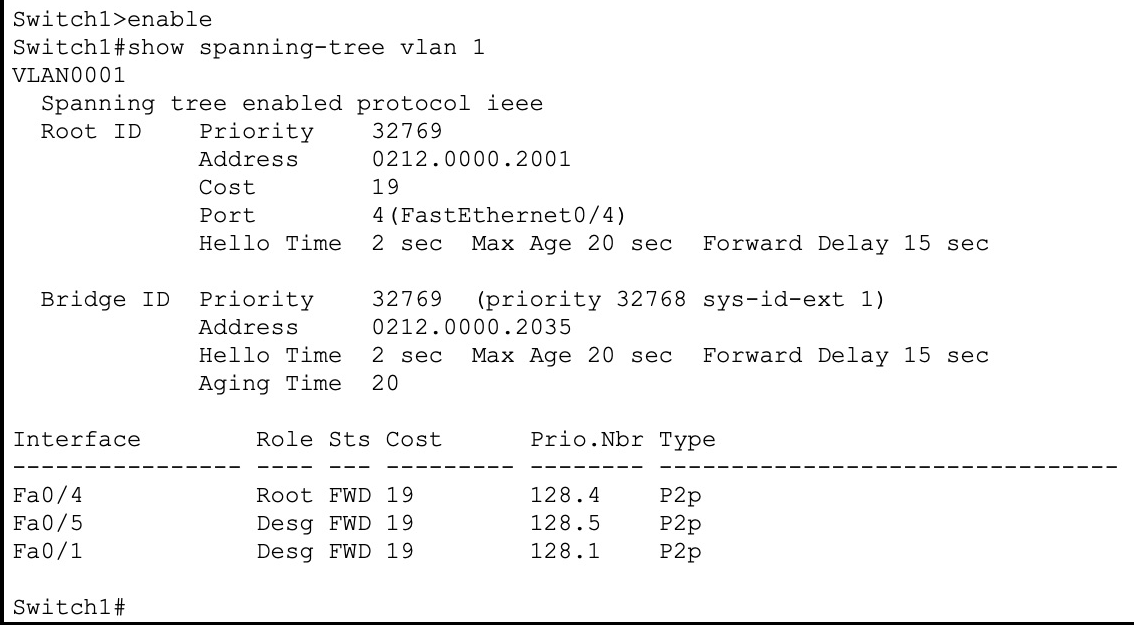 Switch1>enable
Switch1#show spanning-tree vlan 1
VLAN0001
  Spanning tree enabled protocol ieee
  Root ID    Priority    32769
             Address     0212.0000.2001
             Cost        19
             Port        4(FastEthernet0/4)
             Hello Time  2 sec  Max Age 20 sec  Forward Delay 15 sec

  Bridge ID  Priority    32769  (priority 32768 sys-id-ext 1)
             Address     0212.0000.2035
             Hello Time  2 sec  Max Age 20 sec  Forward Delay 15 sec
             Aging Time  20

Interface        Role Sts Cost      Prio.Nbr Type
---------------- ---- --- --------- -------- --------------------------------
Fa0/4            Root FWD 19        128.4    P2p
Fa0/5            Desg FWD 19        128.5    P2p
Fa0/1            Desg FWD 19        128.1    P2p

Switch1#